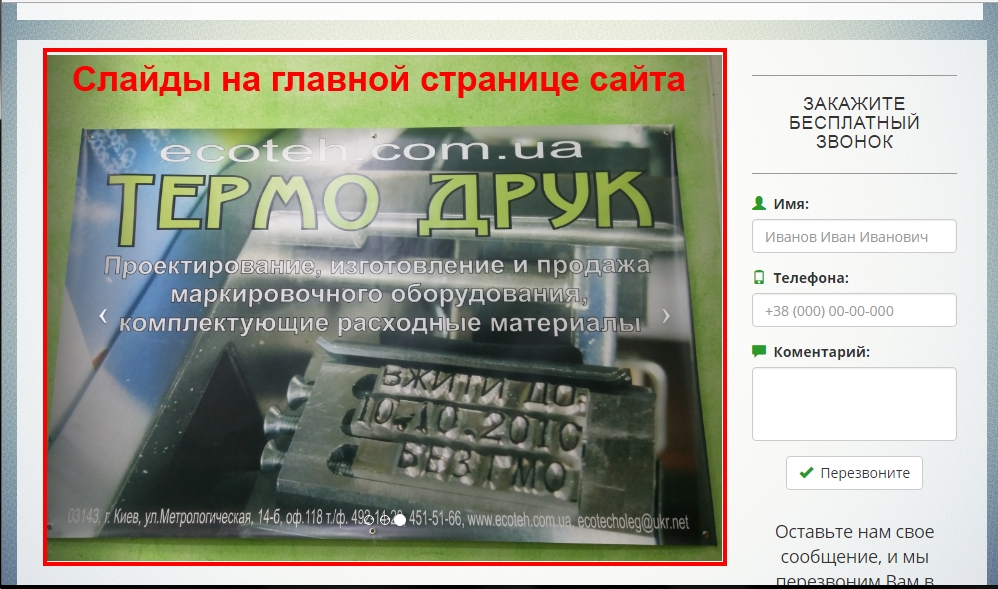 Слайды на главной странице сайта
ecoteh.com.ua
ТЕРМО ДРУК
Проектирование, изготовление и продажа
маркировочного оборудования,
комплектующие расходные материалы
ВЖИТИ ДО:
10.10.2010
БЕЗ ГМО
03143, г. Киев, ул.Метрологическая, 14-б, оф.118 т./ф. 451-51-66, www.ecoteh.com.ua, ecotecholeg@ukr.net
ЗАКАЖИТЕ
БЕСПЛАТНЫЙ
ЗВОНОК
Имя:
Иванов Иван Иванович
Телефона:
+38 (000) 00-00-000
Коментарий:
Перезвоните
Оставьте нам свое
сообщение, и мы
перезвоним Вам в